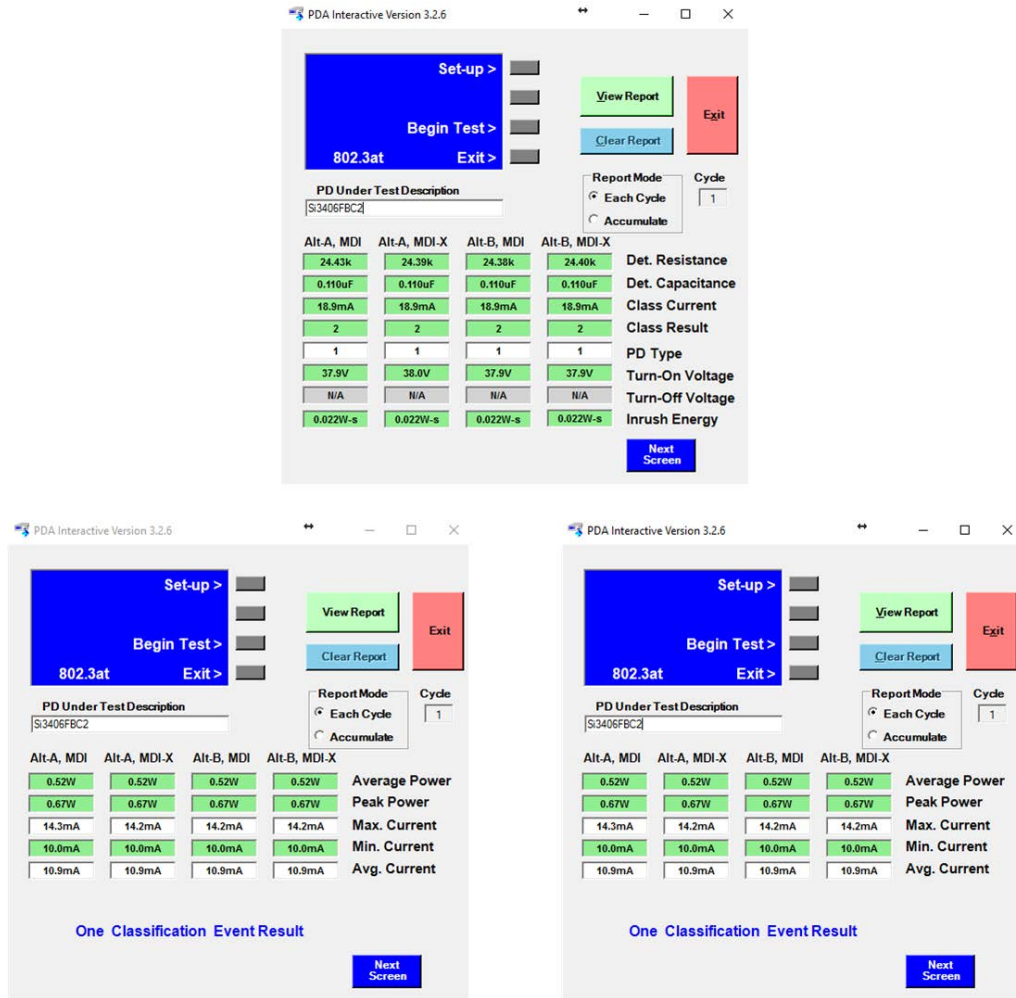 PDA Interactive Version 3.2.6
Set-up >
Begin Test >
802.3at Exit >
View Report
Clear Report
Exit
Report Mode
Each Cycle
Accumulate
Cycle
1
PD Under Test Description
Si3406FBC2
Alt-A, MDI Alt-A, MDI-X Alt-B, MDI Alt-B, MDI-X
24.43k 24.39k 24.38k 24.40k Det. Resistance
0.110uF 0.110uF 0.110uF 0.110uF Det. Capacitance
18.9mA 18.9mA 18.9mA 18.9mA Class Current
2 2 2 2 Class Result
1 1 1 1 PD Type
37.9V 38.0V 37.9V 37.9V Turn-On Voltage
N/A N/A N/A N/A Turn-Off Voltage
0.022W-s 0.022W-s 0.022W-s 0.022W-s Inrush Energy
Next
Screen
PDA Interactive Version 3.2.6
Set-up >
Begin Test >
802.3at Exit >
View Report
Clear Report
Exit
Report Mode
Each Cycle
Accumulate
Cycle
1
PD Under Test Description
Si3406FBC2
Alt-A, MDI Alt-A, MDI-X Alt-B, MDI Alt-B, MDI-X
0.52W 0.52W 0.52W 0.52W Average Power
0.67W 0.67W 0.67W 0.67W Peak Power
14.3mA 14.2mA 14.2mA 14.2mA Max. Current
10.0mA 10.0mA 10.0mA 10.0mA Min. Current
10.9mA 10.9mA 10.9mA 10.9mA Avg. Current
One Classification Event Result
Next
Screen
PDA Interactive Version 3.2.6
Set-up >
Begin Test >
802.3at Exit >
View Report
Clear Report
Exit
Report Mode
Each Cycle
Accumulate
Cycle
1
PD Under Test Description
Si3406FBC2
Alt-A, MDI Alt-A, MDI-X Alt-B, MDI Alt-B, MDI-X
0.52W 0.52W 0.52W 0.52W Average Power
0.67W 0.67W 0.67W 0.67W Peak Power
14.3mA 14.2mA 14.2mA 14.2mA Max. Current
10.0mA 10.0mA 10.0mA 10.0mA Min. Current
10.9mA 10.9mA 10.9mA 10.9mA Avg. Current
One Classification Event Result
Next
Screen